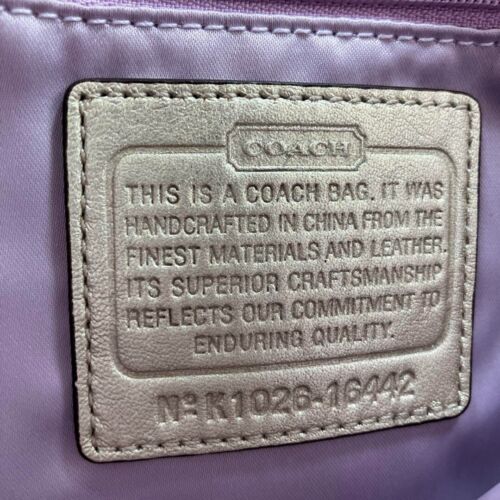 COACH
THIS IS A COACH BAG. IT WAS
HANDCRAFTED IN CHINA FROM THE
FINEST MATERIALS AND LEATHER.
ITS SUPERIOR CRAFTSMANSHIP
REFLECTS OUR COMMITMENT TO
ENDURING QUALITY.
Nº K1026-16442